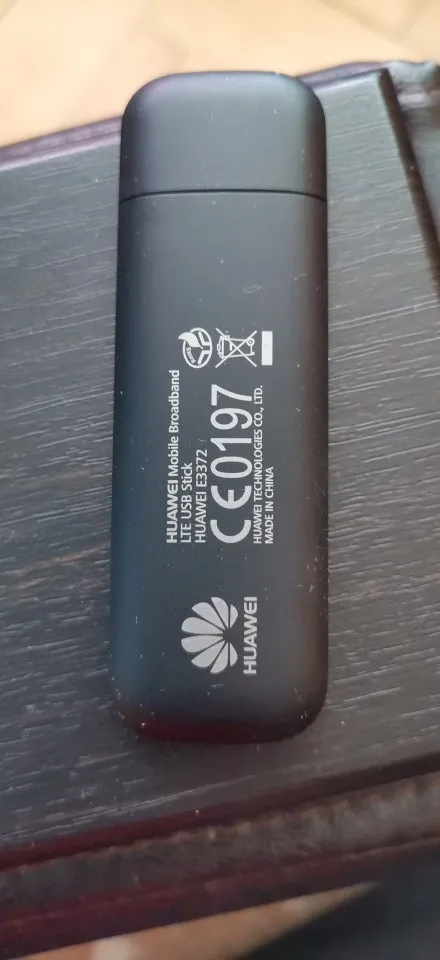 HUAWEI
HUAWEI Mobile Broadband
LTE USB Stick
HUAWEI E3372
CE0197
HUAWEI TECHNOLOGIES CO., LTD.
MADE IN CHINA